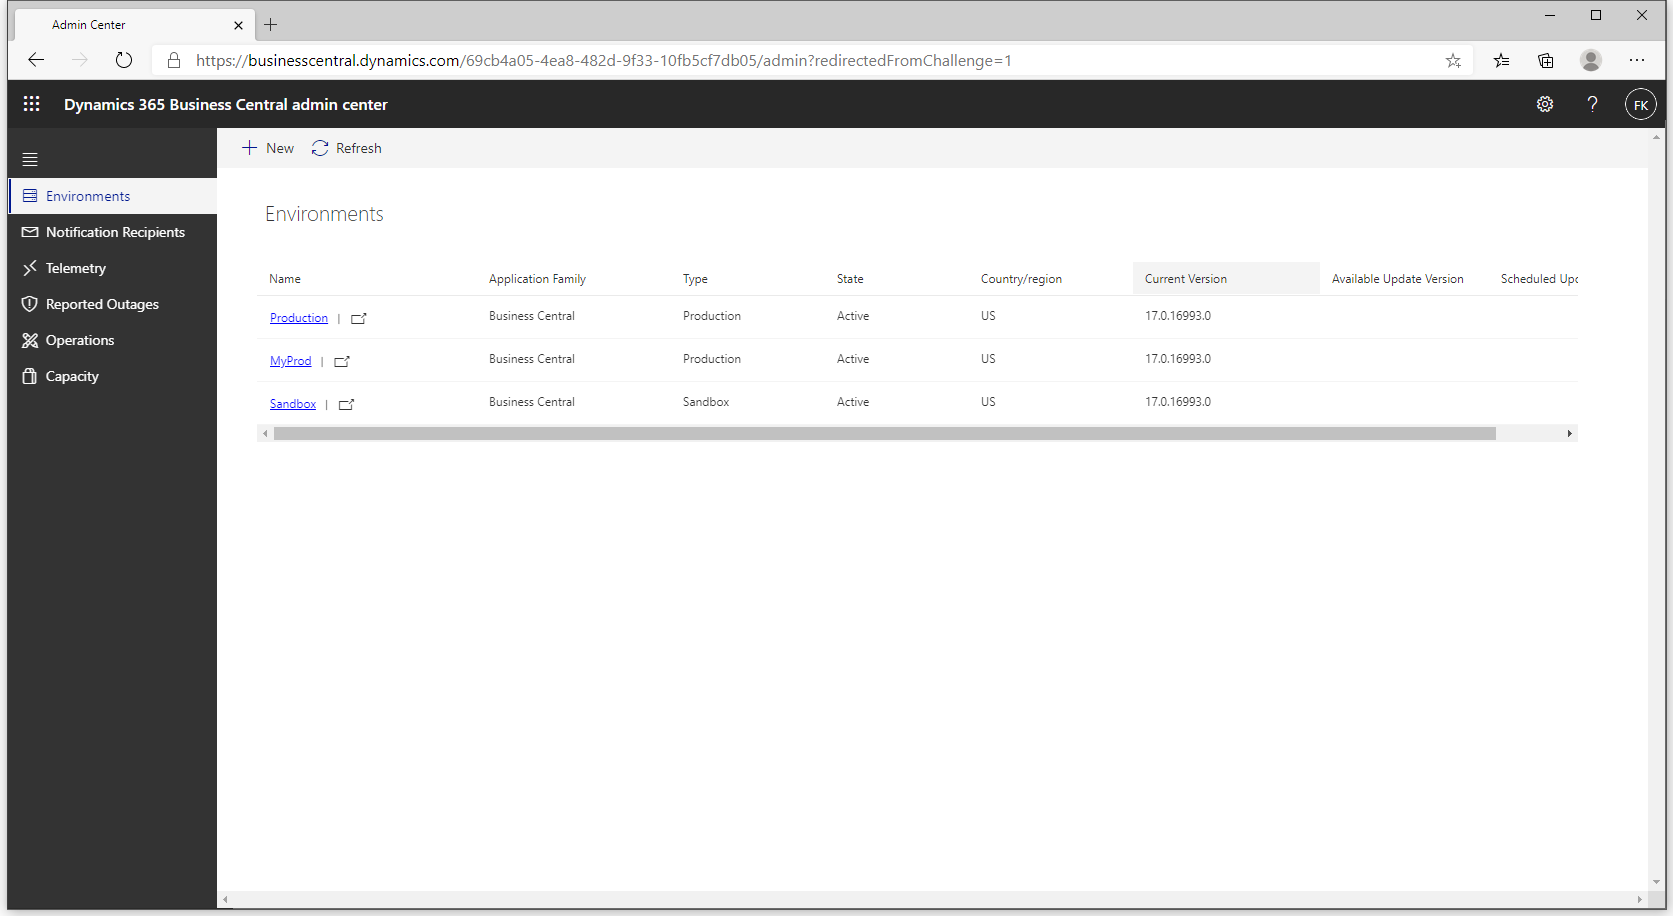 Admin Center
https://businesscentral.dynamics.com/69cb4a05-4ea8-482d-9f33-10fb5cf7db05/admin?redirectedFromChallenge=1
Dynamics 365 Business Central admin center
? FK
New Refresh
Environments
Notification Recipients
Telemetry
Reported Outages
Operations
Capacity
Environments
Name Application Family Type State Country/region Current Version Available Update Version Scheduled Upd
Production | Business Central Production Active US 17.0.16993.0
MyProd | Business Central Production Active US 17.0.16993.0
Sandbox | Business Central Sandbox Active US 17.0.16993.0